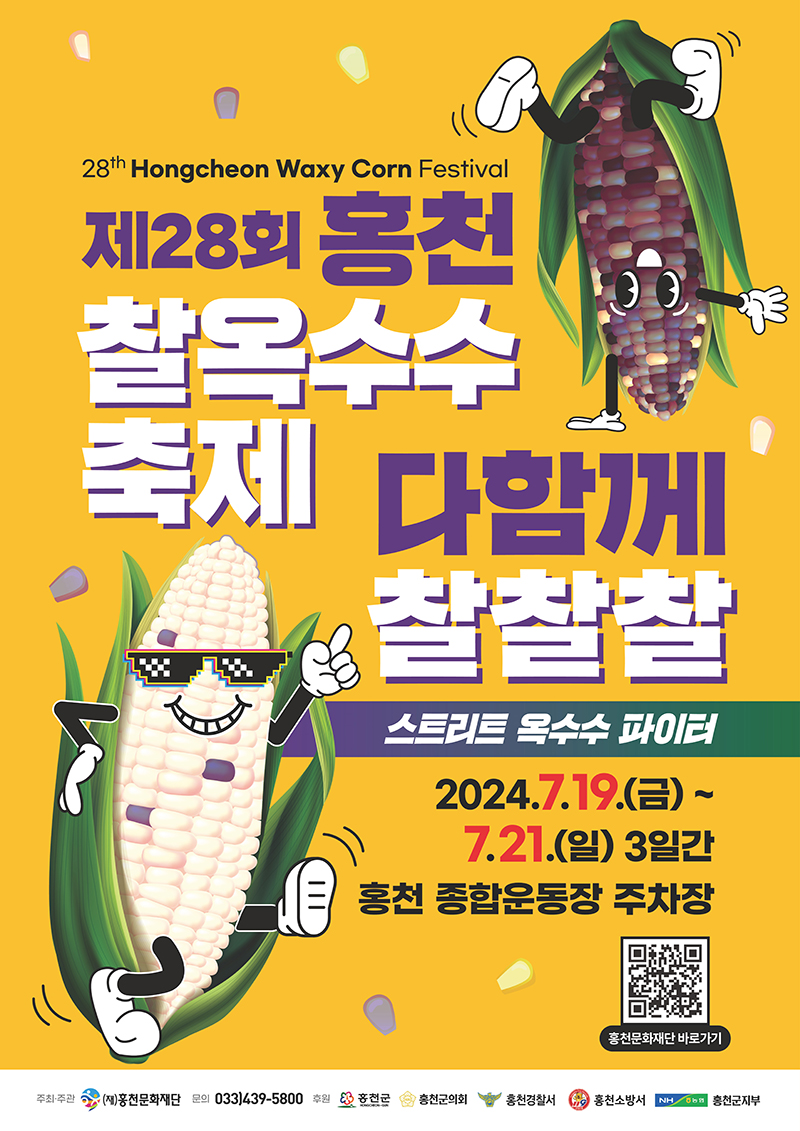 28th Hongcheon Waxy Corn Festival
제28회 홍천
찰옥수수
축제
다함께
찰찰찰
스트리트 옥수수 파이터
2024.7.19.(금) ~
7.21.(일) 3일간
홍천 종합운동장 주차장
홍천문화재단 바로가기
주최·주관 (재)홍천문화재단 문의 033)439-5800 후원 홍천군 홍천군의회 홍천경찰서 119 홍천소방서 NH 농협 홍천군지부